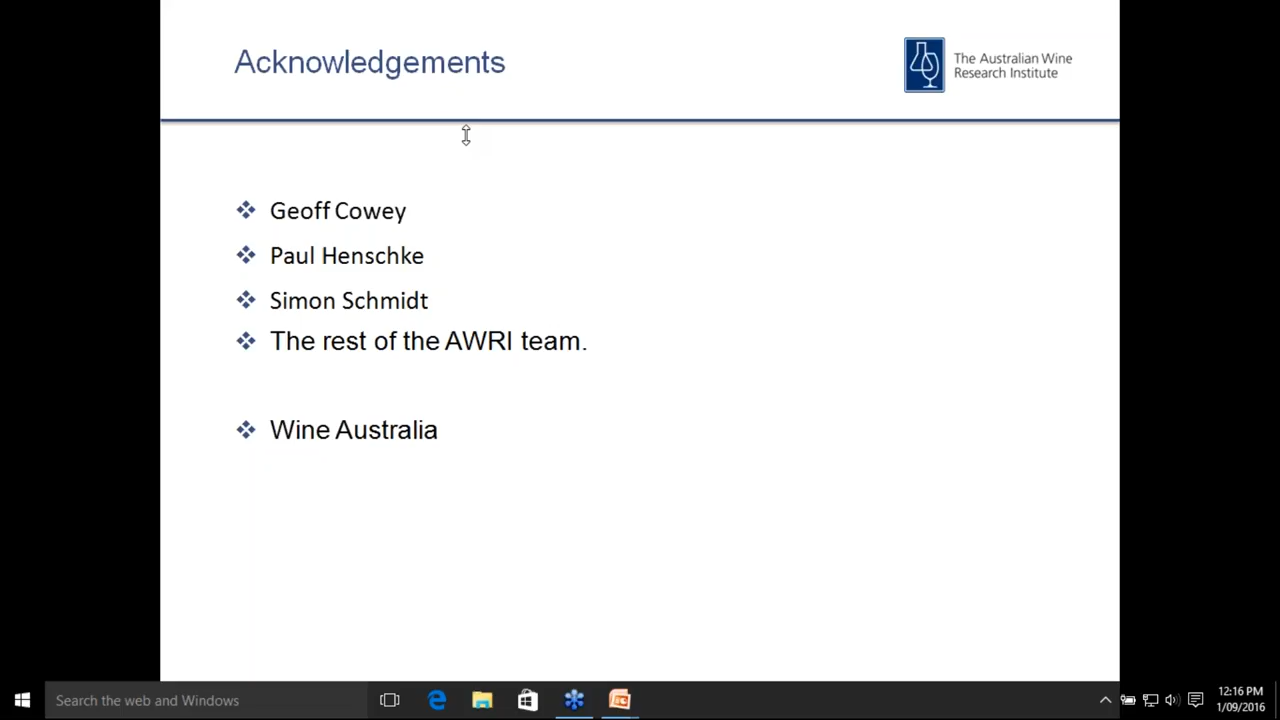 Acknowledgements
The Australian Wine
Research Institute
Geoff Cowey
Paul Henschke
Simon Schmidt
The rest of the AWRI team.
Wine Australia
Search the web and Windows
12:16 PM
1/09/2016